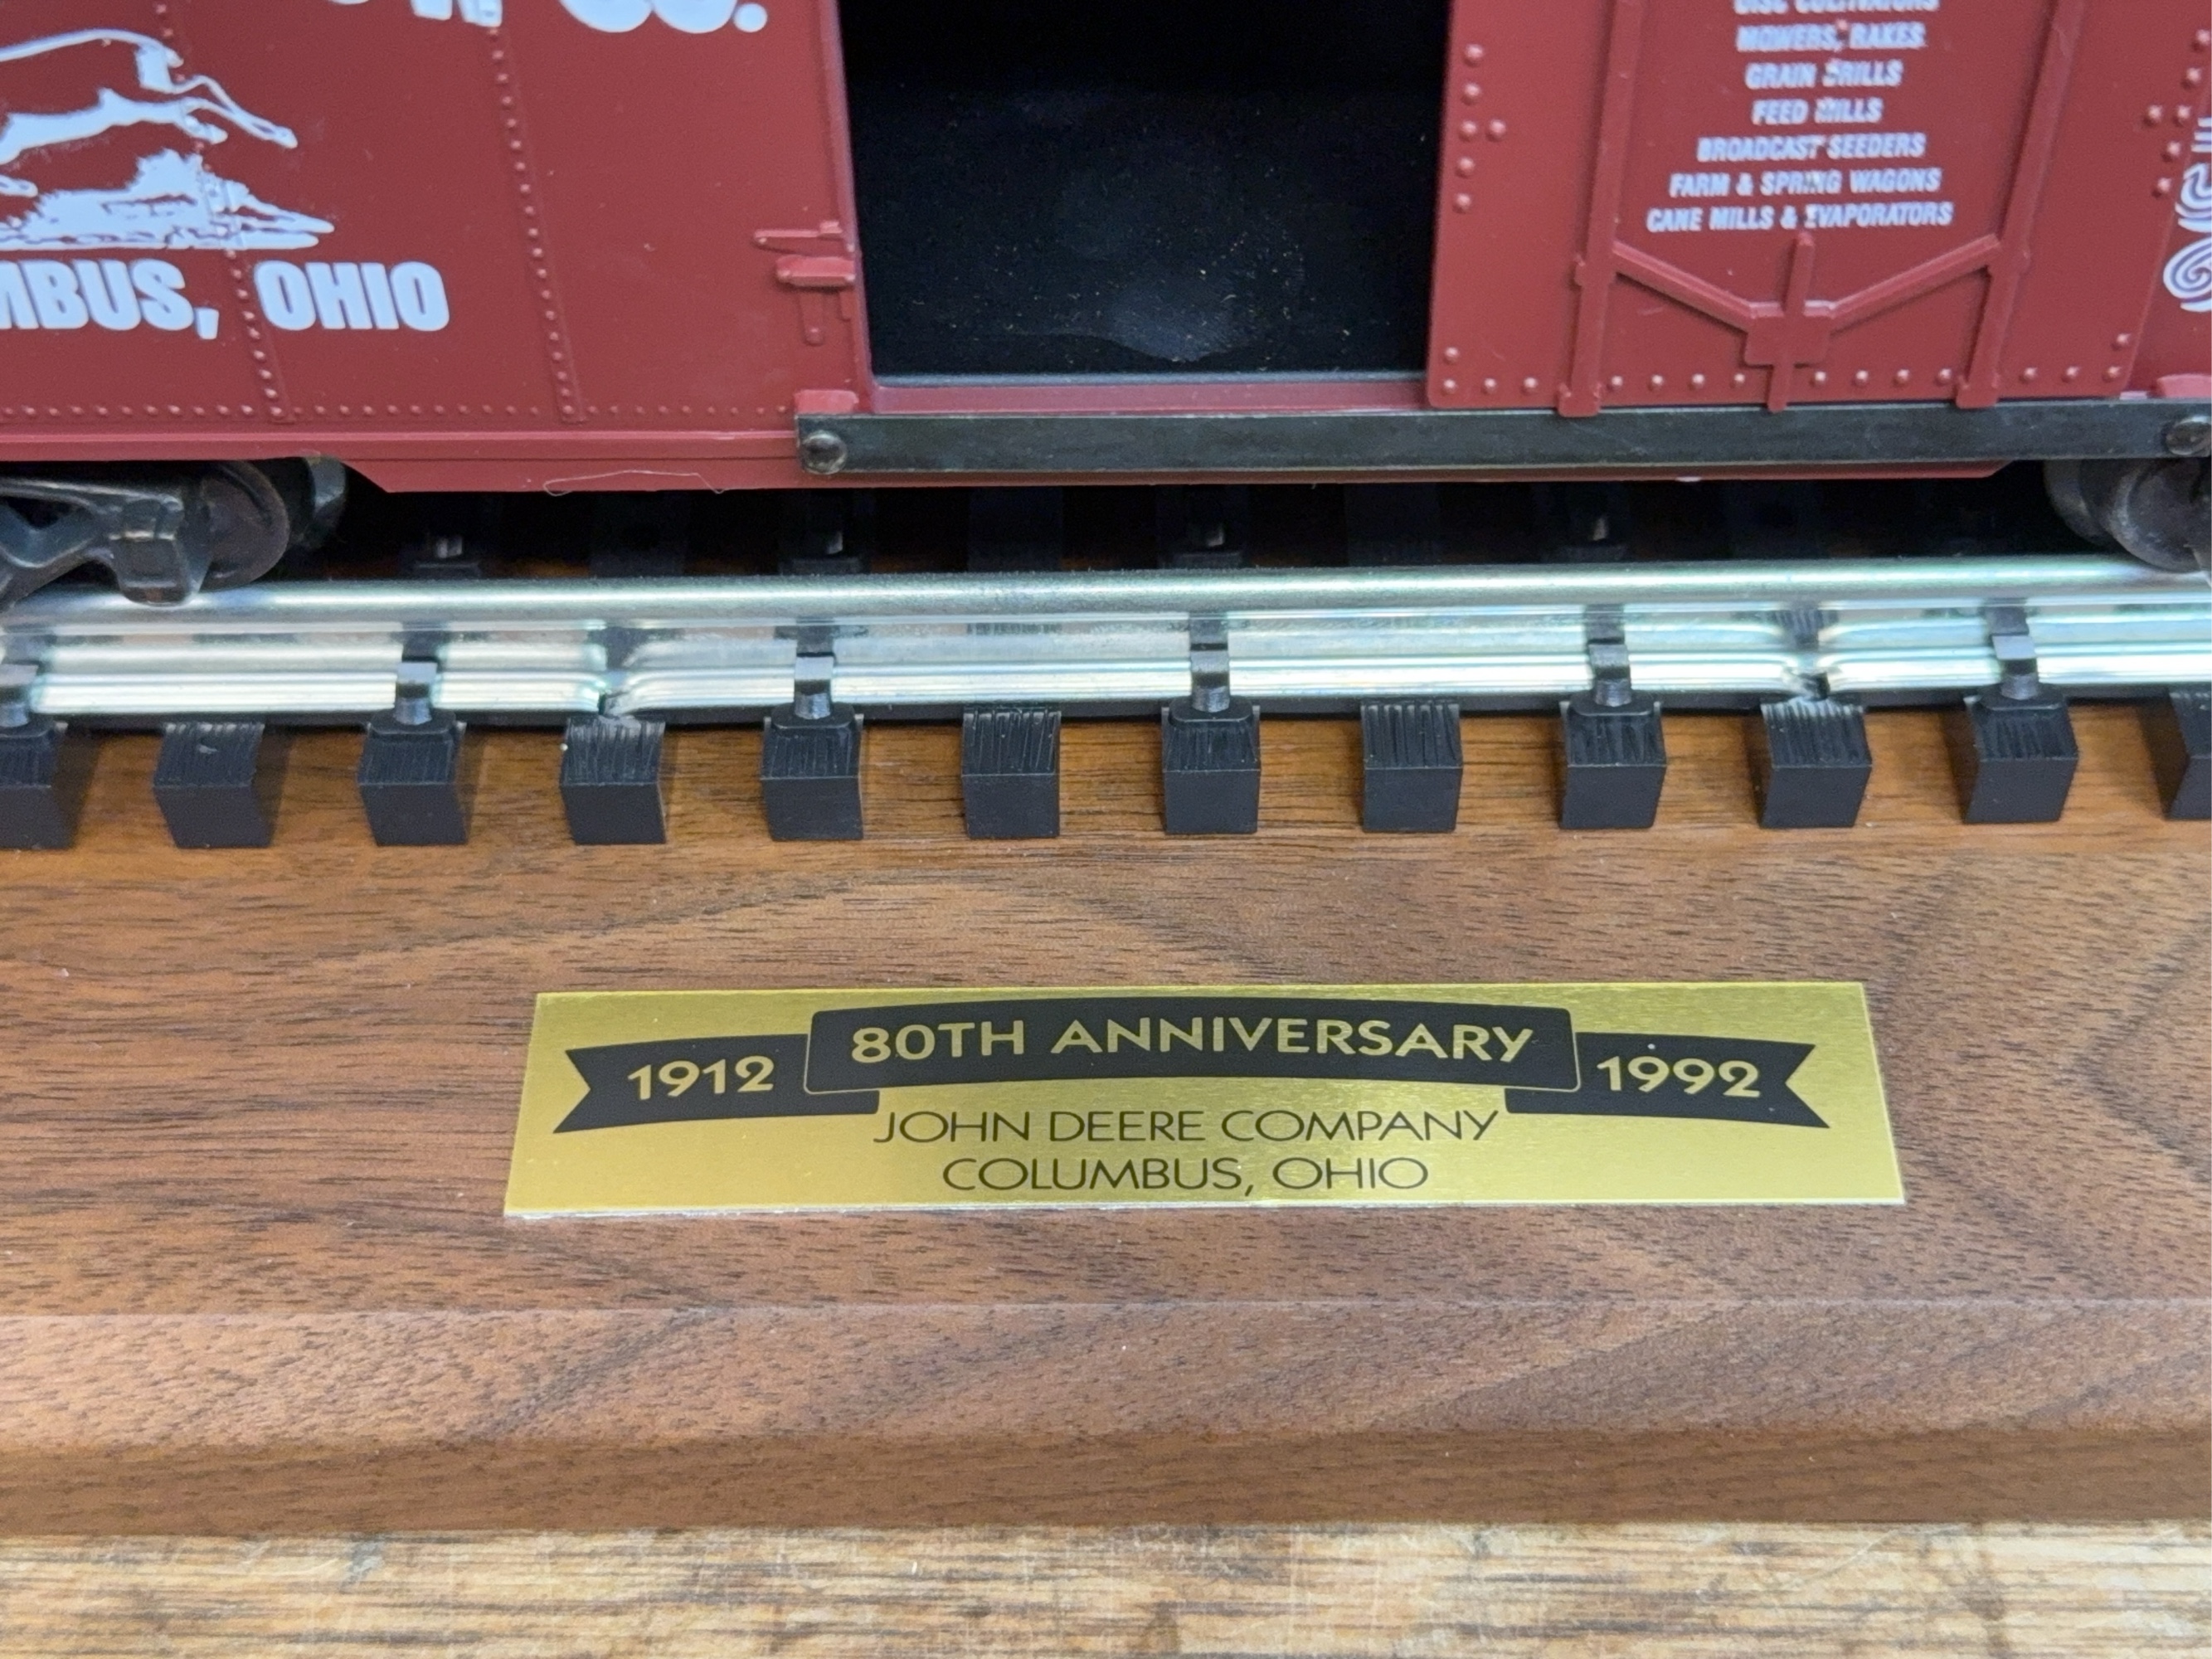 CO.
OHIO
MOWERS, RAKES
GRAIN DRILLS
FEED MILLS
BROADCAST SEEDERS
FARM & SPRING WAGONS
CANE MILLS & EVAPORATORS
1912 80TH ANNIVERSARY 1992
JOHN DEERE COMPANY
COLUMBUS, OHIO